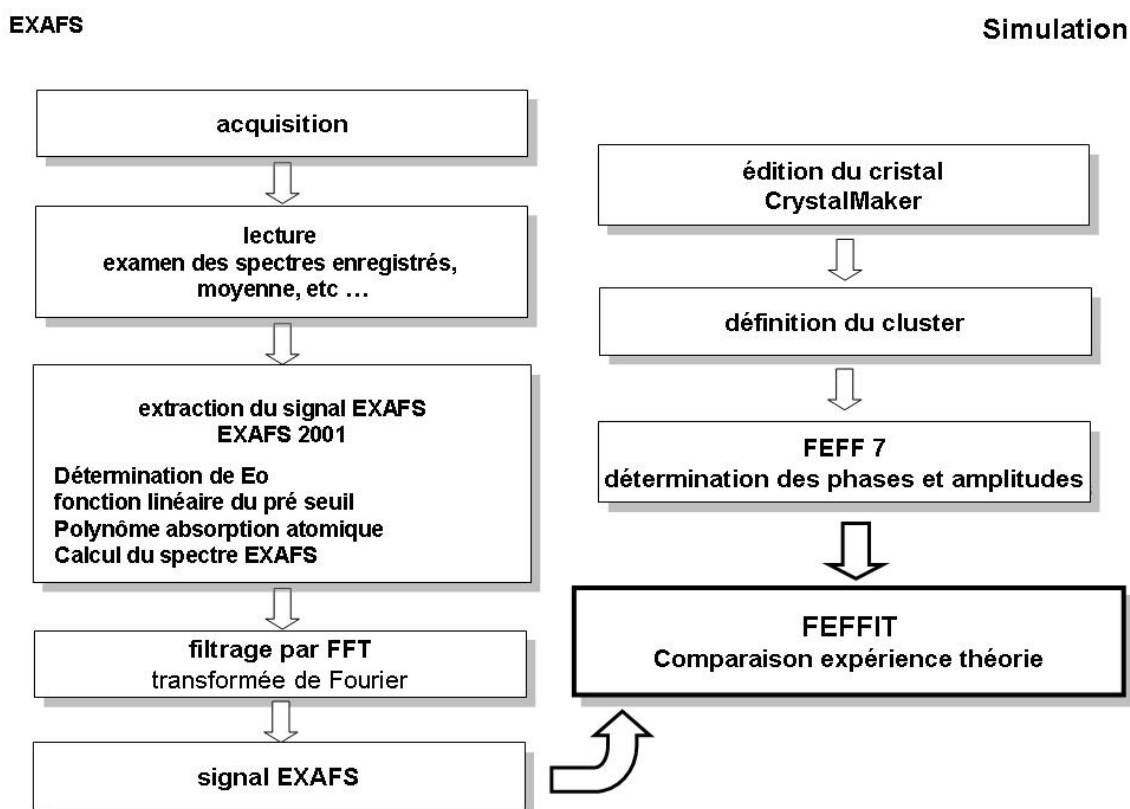 EXAFS
Simulation
acquisition
lecture
examen des spectres enregistrés,
moyenne, etc …
extraction du signal EXAFS
EXAFS 2001
Détermination de Eo
fonction linéaire du pré seuil
Polynôme absorption atomique
Calcul du spectre EXAFS
filtrage par FFT
transformée de Fourier
signal EXAFS
édition du cristal
CrystalMaker
définition du cluster
FEFF 7
détermination des phases et amplitudes
FEFFIT
Comparaison expérience théorie